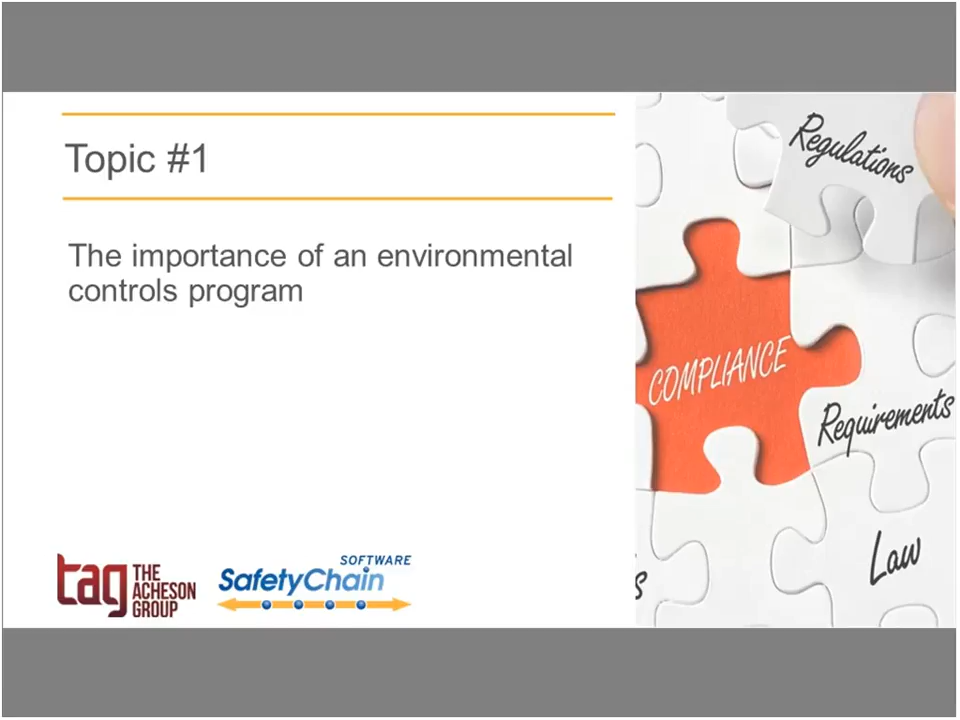 Topic #1
The importance of an environmental
controls program
tag THE
ACHESON
GROUP
SOFTWARE
SafetyChain
Regulations
COMPLIANCE
Requirements
Law
s